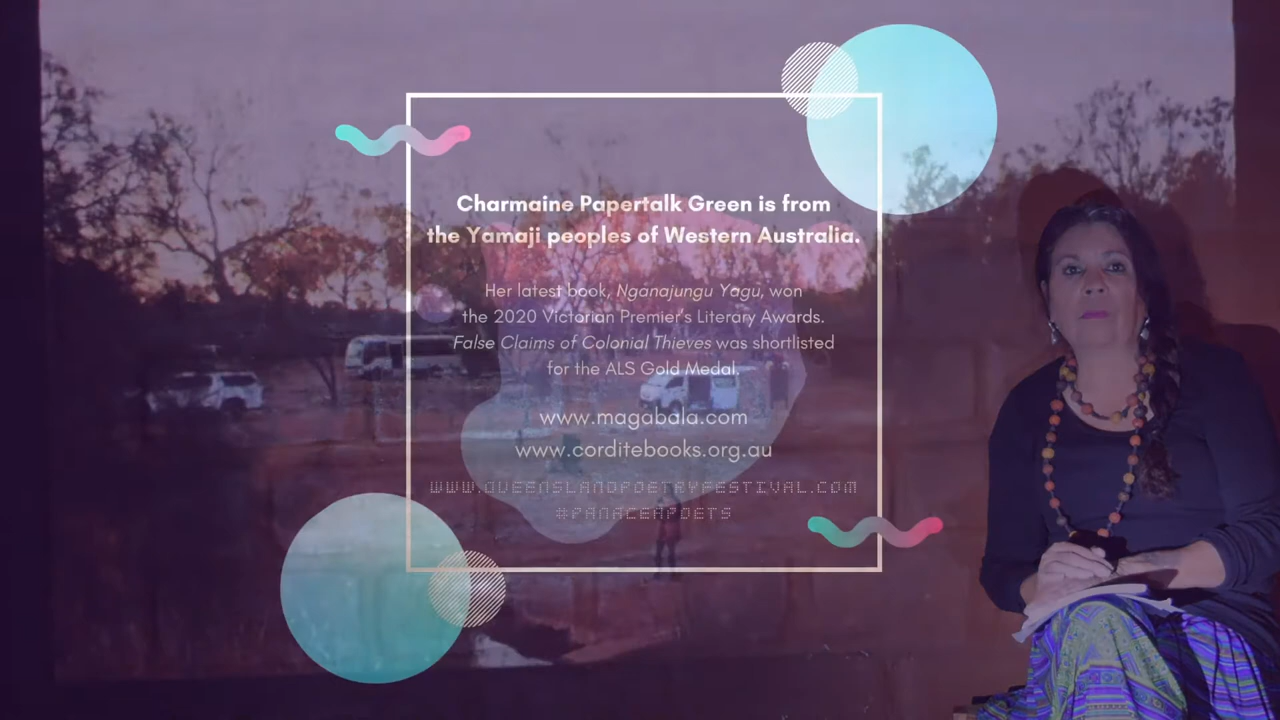 Charmaine Papertalk Green is from
the Yamaji peoples of Western Australia.
Her latest book, Nganajungu Yagu, won
the 2020 Victorian Premier's Literary Awards.
False Claims of Colonial Thieves was shortlisted
for the ALS Gold Medal.
www.magabala.com
www.corditebooks.org.au
WWW.QUEENSLANDPOETRYFESTIVAL.COM
#PANACEAPOETS